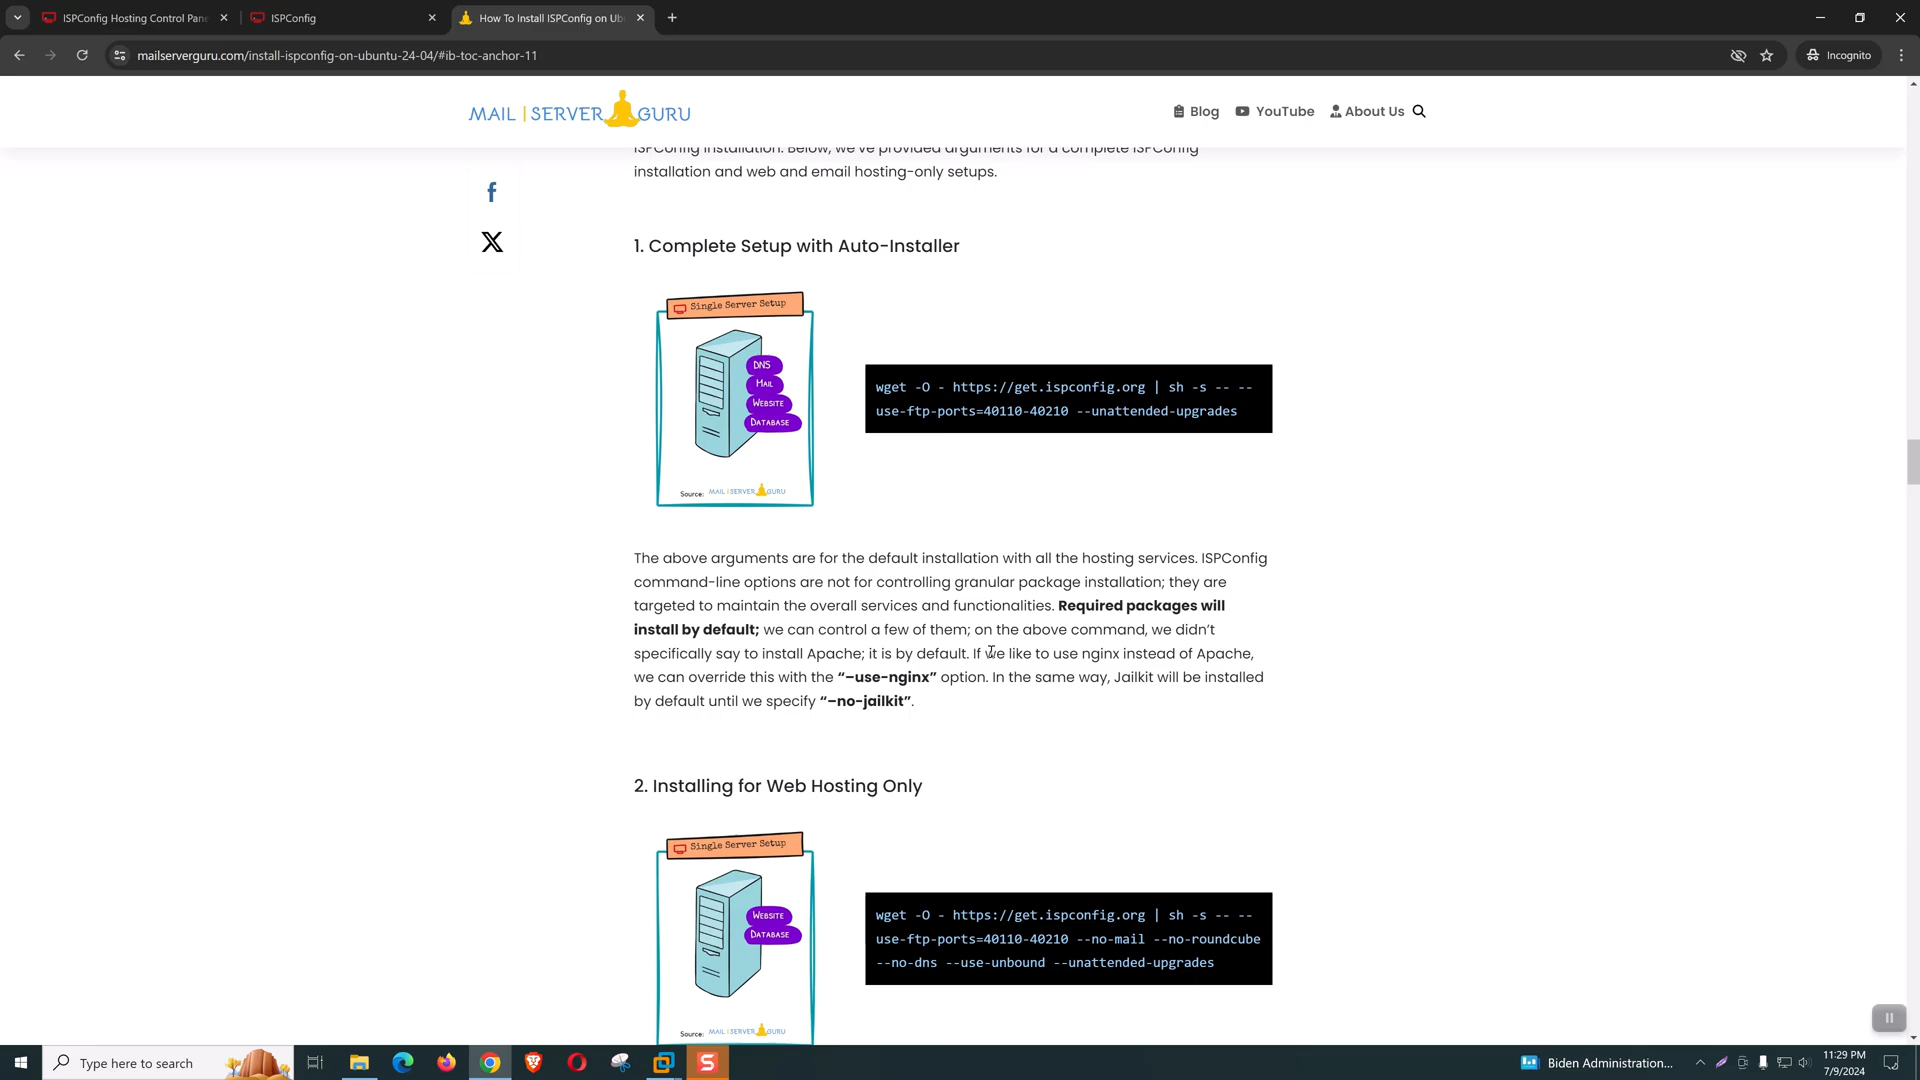 ISPConfig Hosting Control Pane
ISPConfig
How To Install ISPConfig on Ub
mailserverguru.com/install-ispconfig-on-ubuntu-24-04/#ib-toc-anchor-11
Incognito
MAIL | SERVER GURU
Blog
YouTube
About Us
ISPConfig installation. Below, we've provided arguments for a complete ISPConfig
installation and web and email hosting-only setups.
1. Complete Setup with Auto-Installer
Single Server Setup
DNS
MAIL
WEBSITE
DATABASE
Source: MAIL | SERVER GURU
wget -O - https://get.ispconfig.org | sh -s -- --
use-ftp-ports=40110-40210 --unattended-upgrades
The above arguments are for the default installation with all the hosting services. ISPConfig
command-line options are not for controlling granular package installation; they are
targeted to maintain the overall services and functionalities. Required packages will
install by default; we can control a few of them; on the above command, we didn't
specifically say to install Apache; it is by default. If we like to use nginx instead of Apache,
we can override this with the “–use-nginx” option. In the same way, Jailkit will be installed
by default until we specify “–no-jailkit”.
2. Installing for Web Hosting Only
Single Server Setup
WEBSITE
DATABASE
Source: MAIL | SERVER GURU
wget -O - https://get.ispconfig.org | sh -s -- --
use-ftp-ports=40110-40210 --no-mail --no-roundcube
--no-dns --use-unbound --unattended-upgrades
Type here to search
Biden Administration...
11:29 PM
7/9/2024